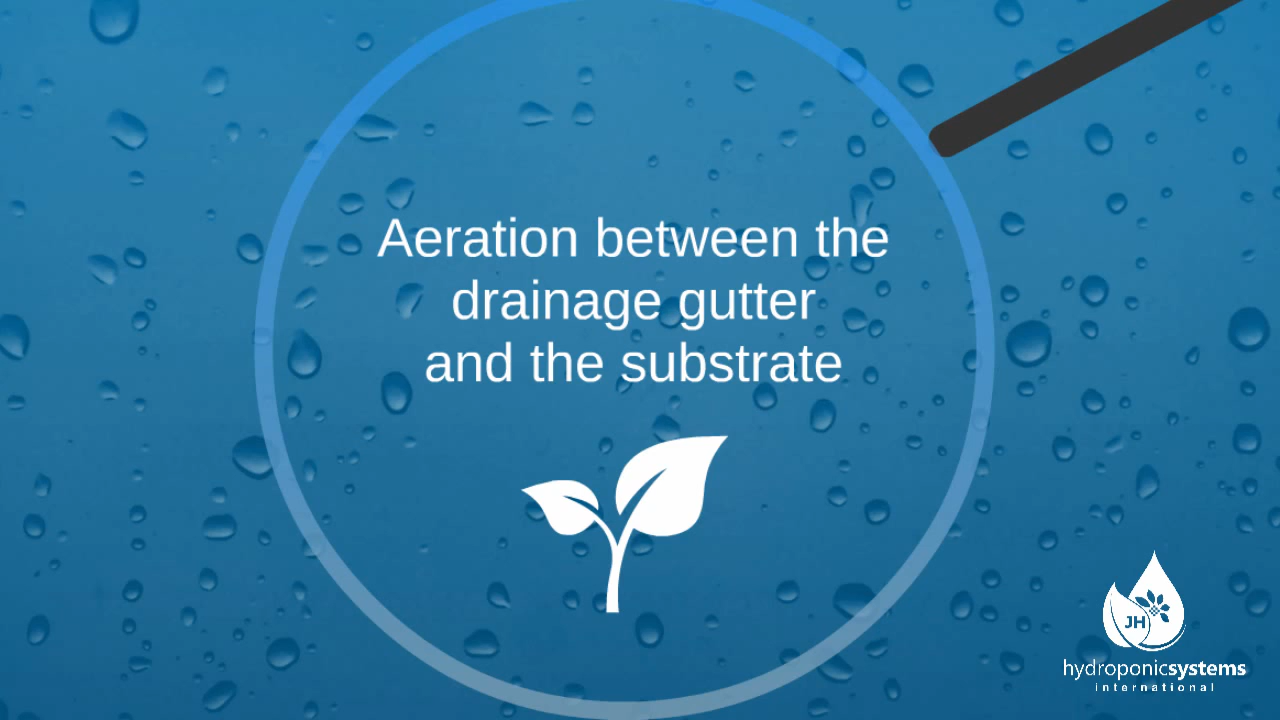 Aeration between the
drainage gutter
and the substrate
JH
hydroponicsystems
international